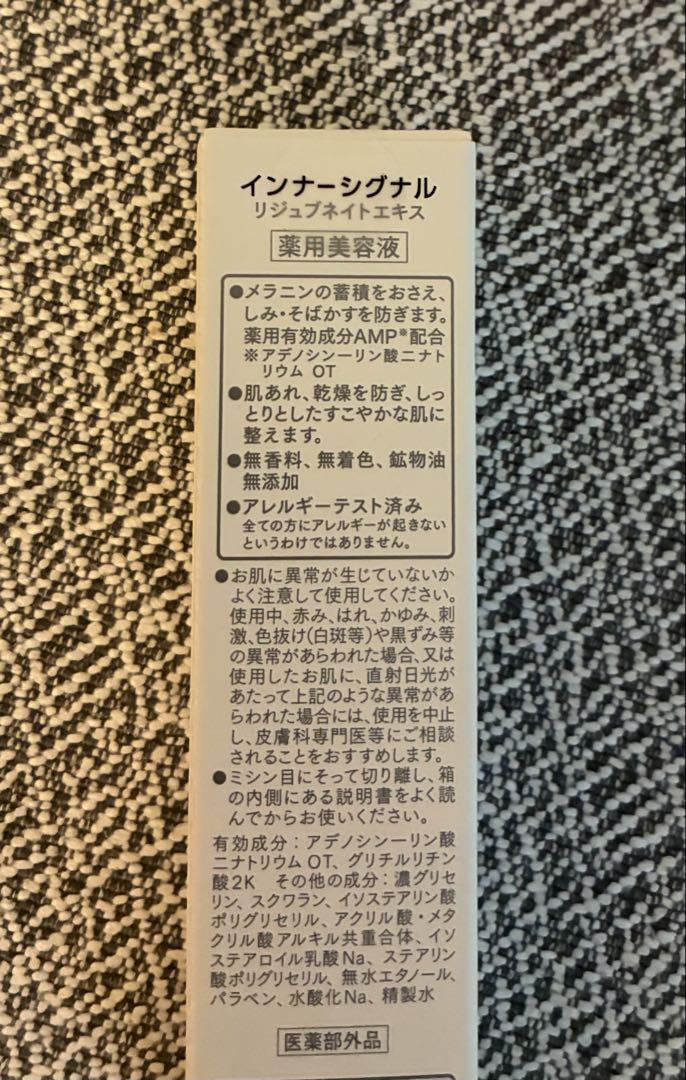 インナーシグナル
リジュブネイトエキス
薬用美容液
●メラニンの蓄積をおさえ、
しみ・そばかすを防ぎます。
薬用有効成分AMP※配合
※アデノシン一リン酸二ナト
リウム OT
●肌あれ、乾燥を防ぎ、しっ
とりとしたすこやかな肌に
整えます。
●無香料、無着色、鉱物油
無添加
●アレルギーテスト済み
全ての方にアレルギーが起きない
というわけではありません。
●お肌に異常が生じていないか
よく注意して使用してください。
使用中、赤み、はれ、かゆみ、刺
激、色抜け(白斑等)や黒ずみ等
の異常があらわれた場合、又は
使用したお肌に、直射日光が
あたって上記のような異常があ
らわれた場合には、使用を中止
し、皮膚科専門医等にご相談
されることをおすすめします。
●ミシン目にそって切り離し、箱
の内側にある説明書をよく読
んでからお使いください。
有効成分：アデノシン一リン酸
二ナトリウム OT、グリチルリチン
酸2K　その他の成分：濃グリセ
リン、スクワラン、イソステアリン酸
ポリグリセリル、アクリル酸・メタ
クリル酸アルキル共重合体、イソ
ステアロイル乳酸Na、ステアリン
酸ポリグリセリル、無水エタノール、
パラベン、水酸化Na、精製水
医薬部外品